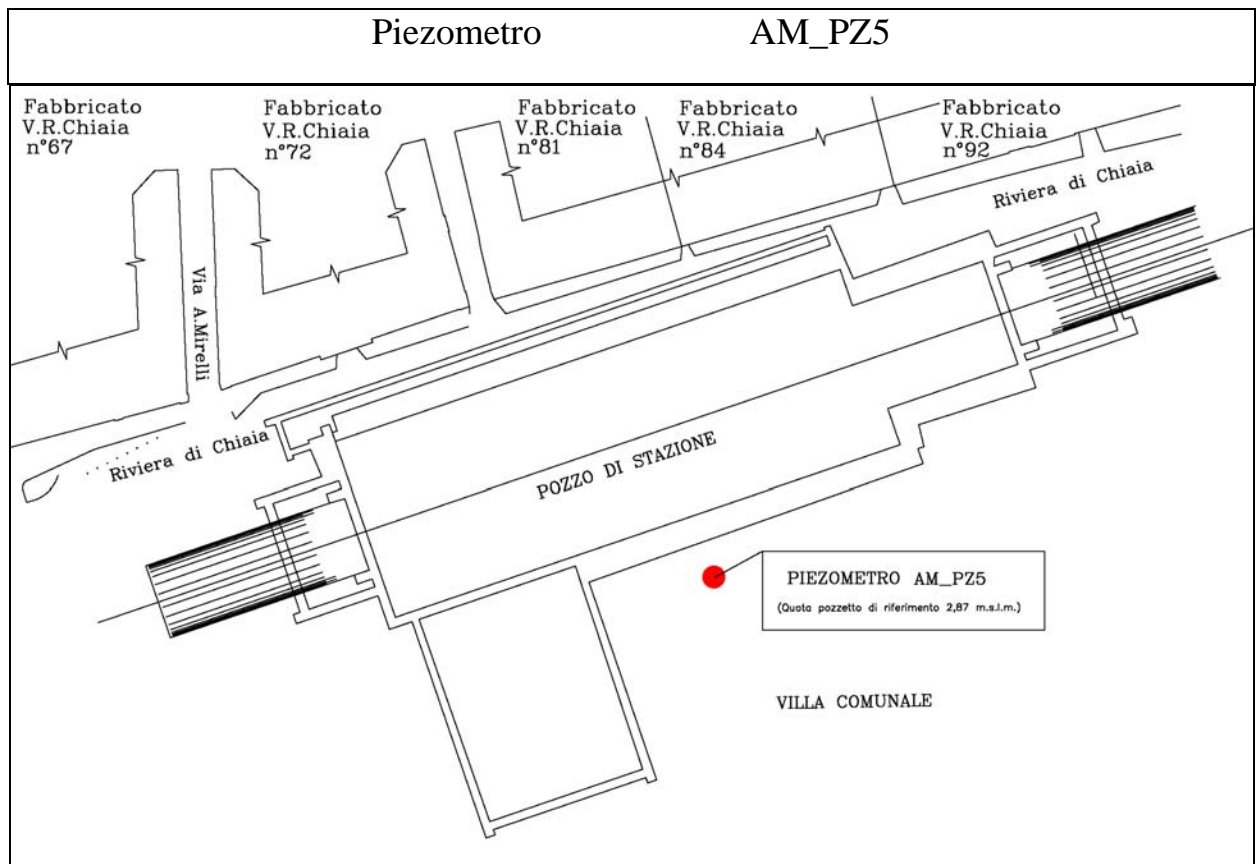 Piezometro AM_PZ5
Fabbricato
V.R.Chiaia
n°67
Fabbricato
V.R.Chiaia
n°72
Fabbricato
V.R.Chiaia
n°81
Fabbricato
V.R.Chiaia
n°84
Fabbricato
V.R.Chiaia
n°92
Riviera di Chiaia
Via A.Mirelli
Riviera di Chiaia
POZZO DI STAZIONE
PIEZOMETRO AM_PZ5
(Quota pozzetto di riferimento 2,87 m.s.l.m.)
VILLA COMUNALE